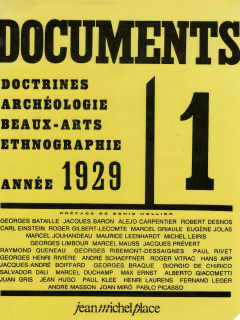 DOCUMENTS
DOCTRINES
ARCHÉOLOGIE
BEAUX-ARTS
ETHNOGRAPHIE
ANNÉE 1929
1
PRÉFACE DE DENIS HOLLIER
GEORGES BATAILLE JACQUES BARON ALEJO CARPENTIER ROBERT DESNOS
CARL EINSTEIN ROGER GILBERT-LECOMTE MARCEL GRIAULE EUGÈNE JOLAS
MARCEL JOUHANDEAU MAURICE LEENHARDT MICHEL LEIRIS
GEORGES LIMBOUR MARCEL MAUSS JACQUES PRÉVERT
RAYMOND QUENEAU GEORGES RIBEMONT-DESSAIGNES PAUL RIVET
GEORGES HENRI RIVIÈRE ANDRÉ SCHAEFFNER ROGER VITRAC HANS ARP
JACQUES-ANDRÉ BOIFFARD GEORGES BRAQUE GIORGIO DE CHIRICO
SALVADOR DALI MARCEL DUCHAMP MAX ERNST ALBERTO GIACOMETTI
JUAN GRIS JEAN HUGO PAUL KLEE HENRI LAURENS FERNAND LEGER
ANDRÉ MASSON JOAN MIRÓ PABLO PICASSO
jeanmichelplace